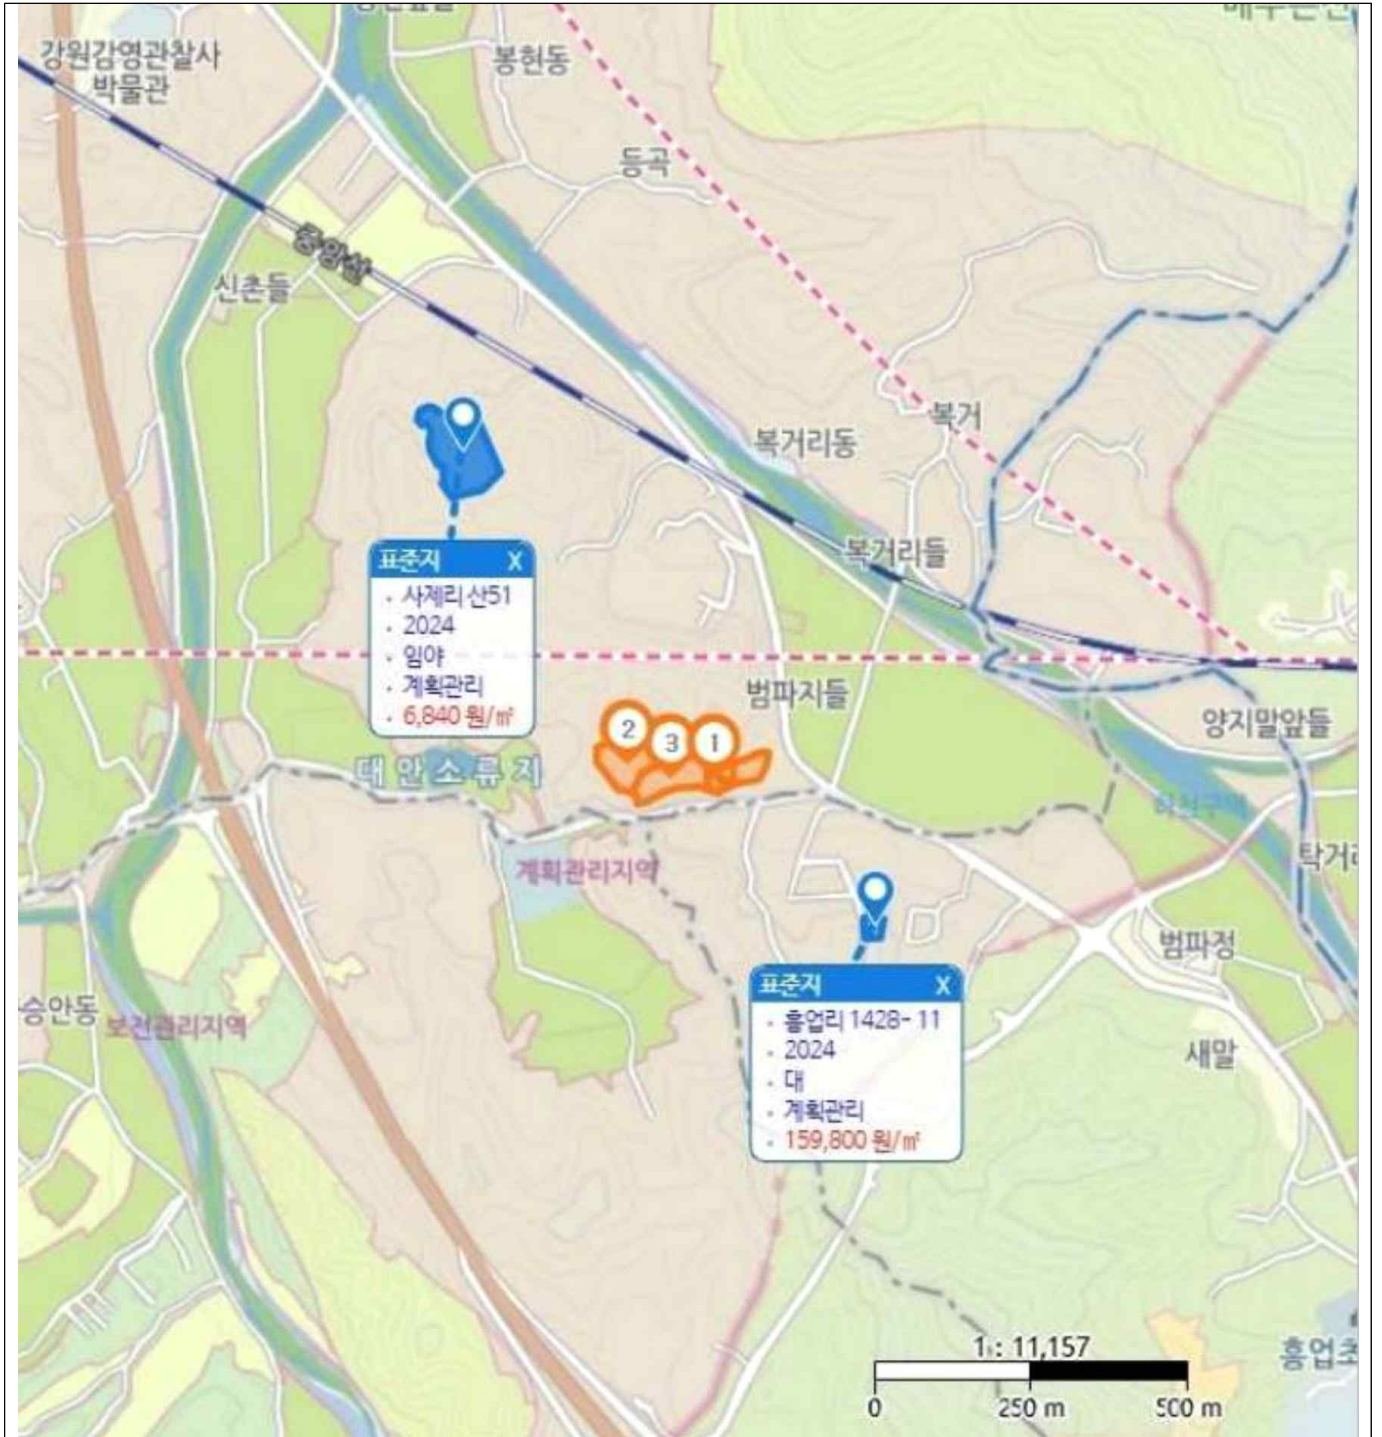 강원감영관찰사
박물관
봉현동
등곡
중앙선
신촌들
복거
복거리동
복거리들
표준지 X
· 사제리 산51
· 2024
· 임야
· 계획관리
· 6,840 원/㎡
범파지들
양지말앞들
2
3
1
대안소류지
계획관리지역
탁거리
범파정
표준지 X
· 흥업리 1428-11
· 2024
· 대
· 계획관리
· 159,800 원/㎡
승안동
보전관리지역
새말
1 : 11,157
흥업초
0
250 m
500 m